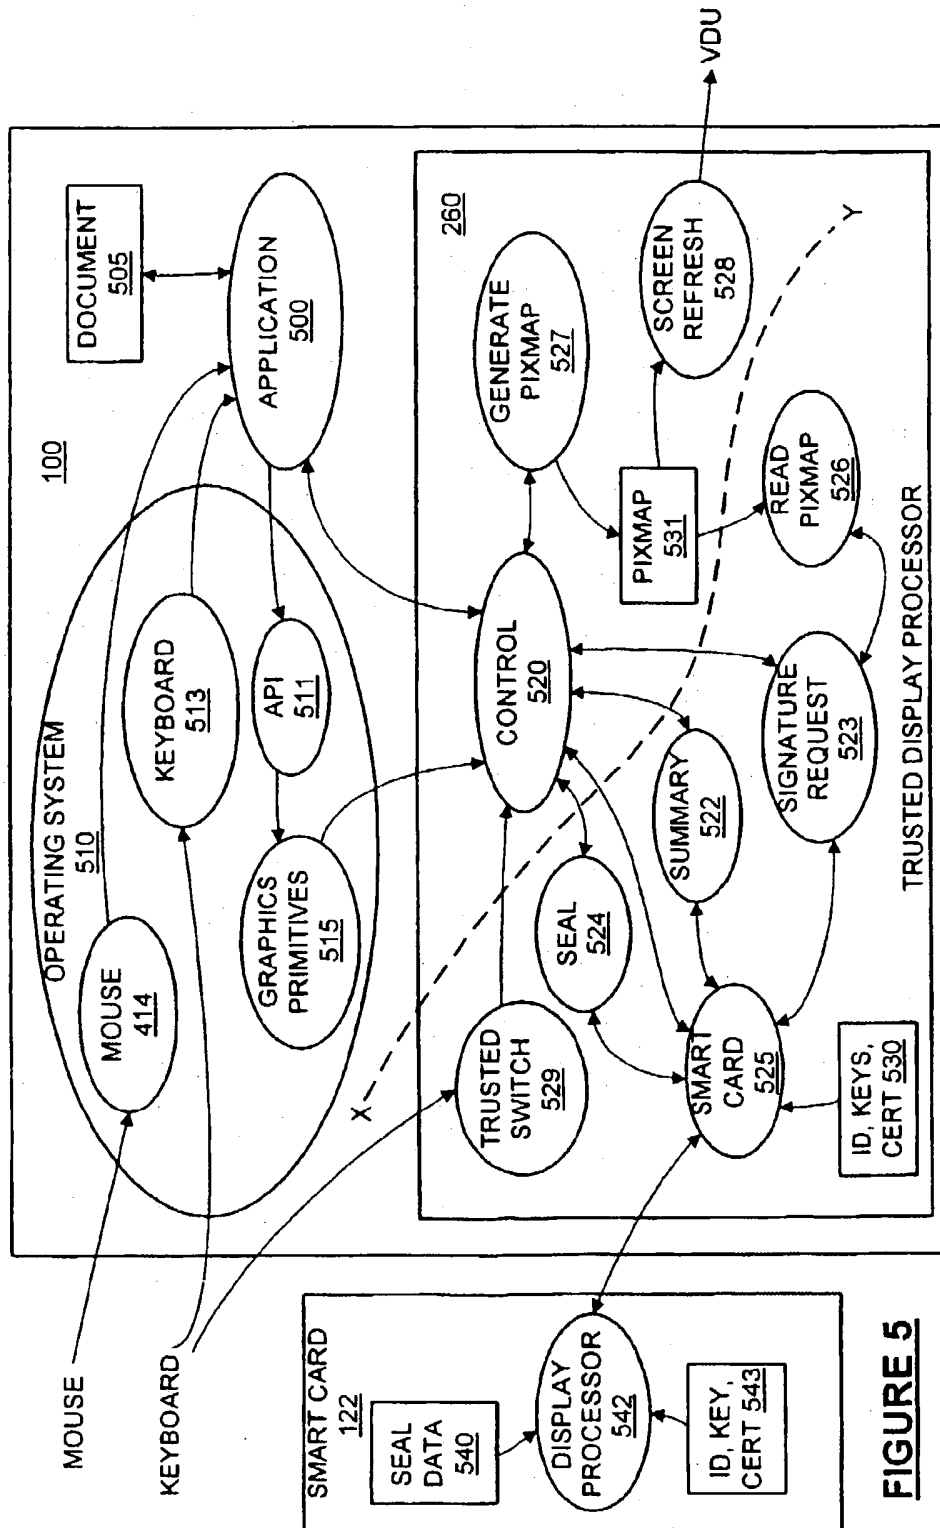 100
OPERATING SYSTEM
510
MOUSE
414
KEYBOARD
513
GRAPHICS
PRIMITIVES
515
API
511
DOCUMENT
505
APPLICATION
500
MOUSE
KEYBOARD
260
TRUSTED
SWITCH
529
CONTROL
520
GENERATE
PIXMAP
527
X
SEAL
524
PIXMAP
531
SCREEN
REFRESH
528
VDU
SMART
CARD
525
SUMMARY
522
SIGNATURE
REQUEST
523
READ
PIXMAP
526
Y
ID, KEYS,
CERT 530
TRUSTED DISPLAY PROCESSOR
SMART CARD
122
SEAL
DATA
540
DISPLAY
PROCESSOR
542
ID, KEY,
CERT 543
FIGURE 5